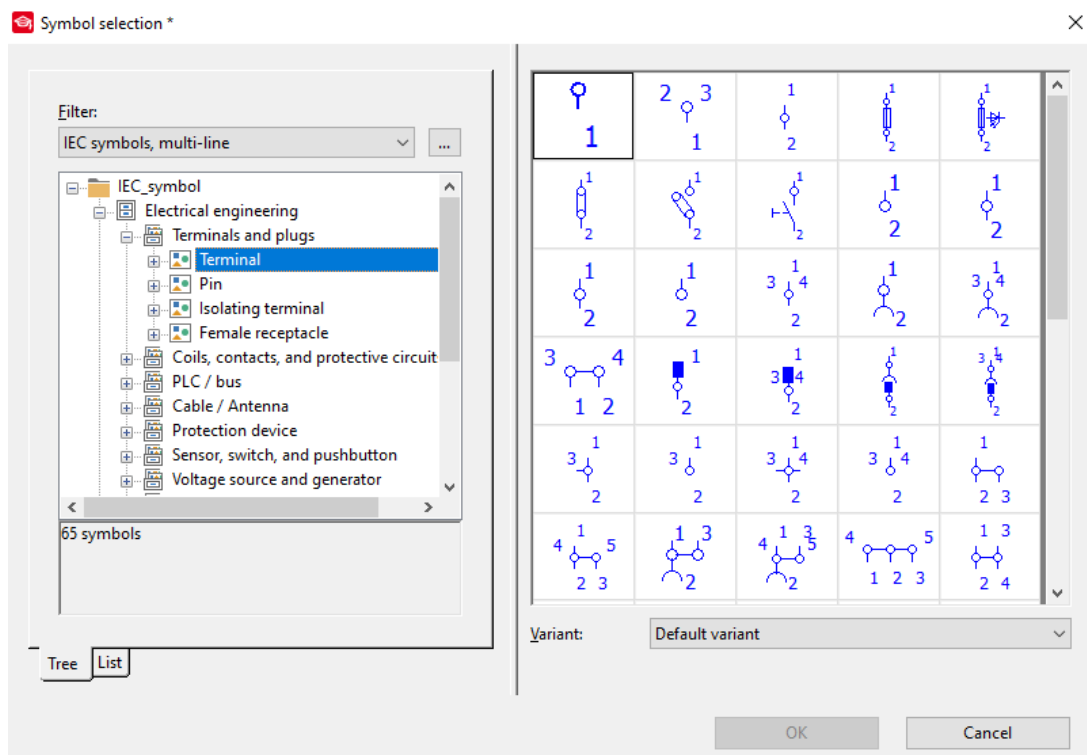 Symbol selection *
Filter:
IEC symbols, multi-line
...
IEC_symbol
Electrical engineering
Terminals and plugs
Terminal
Pin
Isolating terminal
Female receptacle
Coils, contacts, and protective circuit
PLC / bus
Cable / Antenna
Protection device
Sensor, switch, and pushbutton
Voltage source and generator
65 symbols
Tree
List
1
2 3
1
1
2
1
2
1
2
1
2
1
2
1
2
1
2
1
2
1
2
1
2
1
3 4
2
1
2
1
3 4
2
3 4
1 2
1
2
1
3 4
2
1
2
1
3 4
2
1
3
2
1
3
2
1
3 4
2
1
3 4
2
1
2 3
1
4 5
2 3
1 3
2
1 3
4 5
2
4 5
1 2 3
1 3
2 4
Variant:
Default variant
OK
Cancel